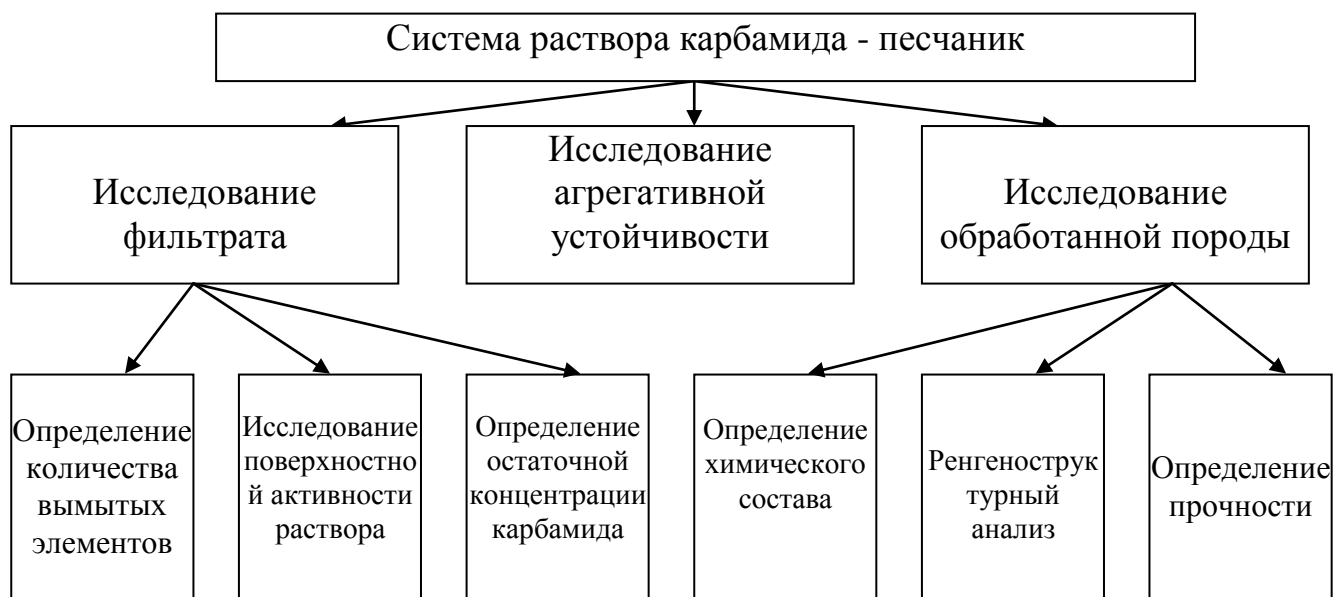 Система раствора карбамида - песчаник
Исследование
фильтрата
Исследование
агрегативной
устойчивости
Исследование
обработанной породы
Определение
количества
вымытых
элементов
Исследование
поверхностно
й активности
раствора
Определение
остаточной
концентрации
карбамида
Определение
химического
состава
Ренгенострук
турный
анализ
Определение
прочности